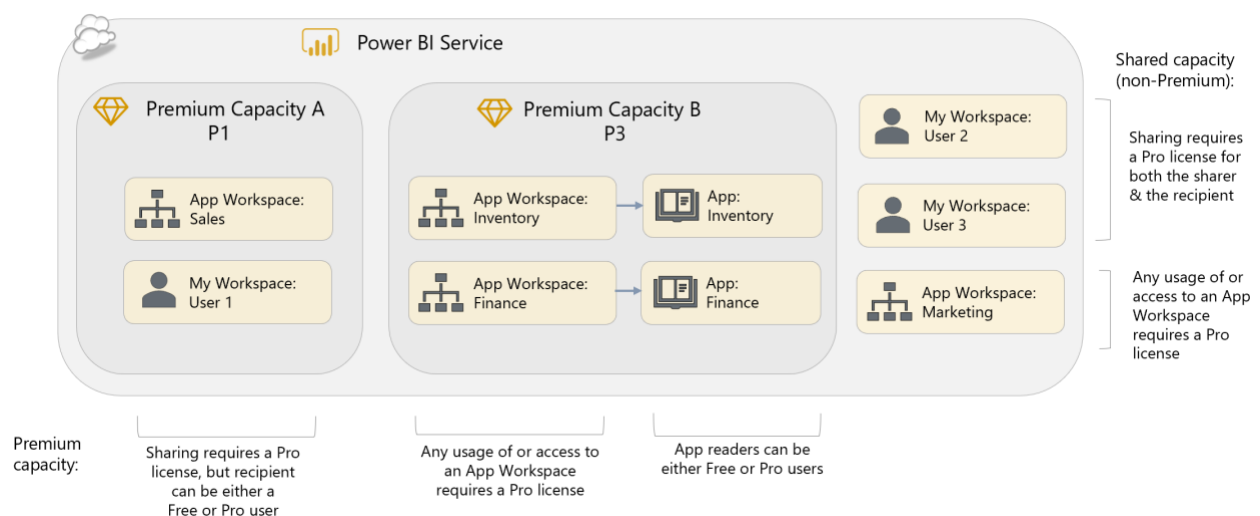 Power BI Service
Shared capacity
(non-Premium):
Premium Capacity A
P1
Premium Capacity B
P3
My Workspace:
User 2
Sharing requires
a Pro license for
both the sharer
& the recipient
App Workspace:
Sales
App Workspace:
Inventory
App:
Inventory
My Workspace:
User 3
My Workspace:
User 1
App Workspace:
Finance
App:
Finance
App Workspace:
Marketing
Any usage of or
access to an App
Workspace
requires a Pro
license
Premium
capacity:
Sharing requires a Pro
license, but recipient
can be either a
Free or Pro user
Any usage of or access to
an App Workspace
requires a Pro license
App readers can be
either Free or Pro users